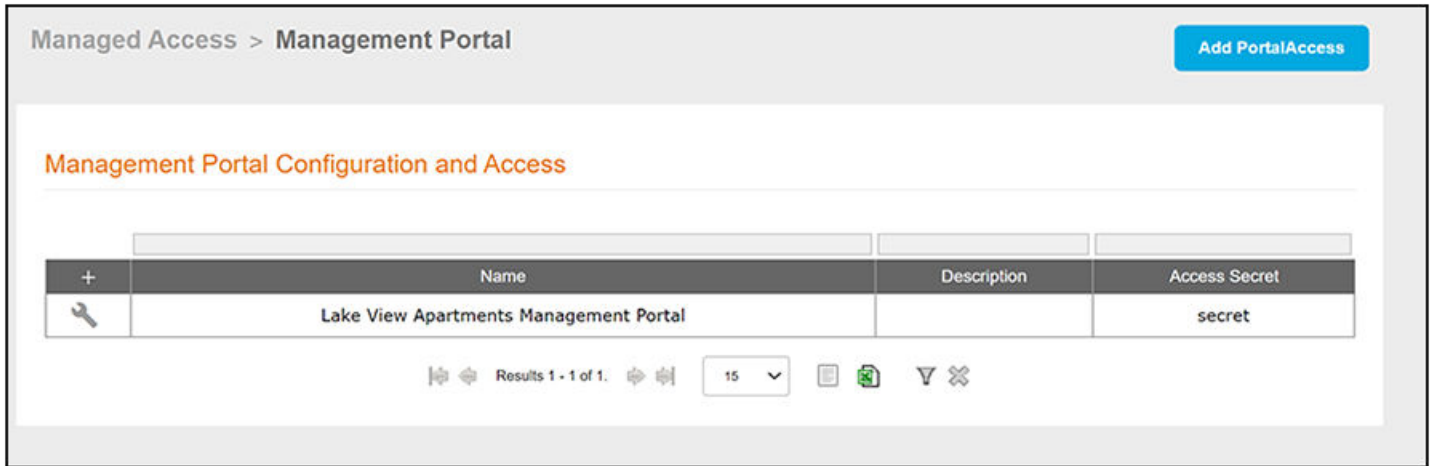 Managed Access > Management Portal
Add PortalAccess
Management Portal Configuration and Access
+ Name Description Access Secret
Lake View Apartments Management Portal secret
Results 1 - 1 of 1. 15